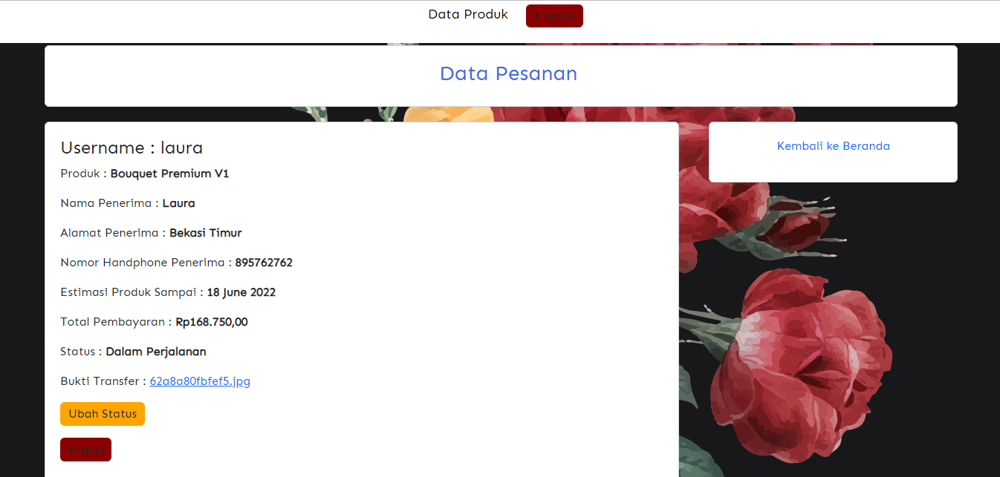 Data Produk Logout
Data Pesanan
Username : laura
Produk : Bouquet Premium V1
Nama Penerima : Laura
Alamat Penerima : Bekasi Timur
Nomor Handphone Penerima : 895762762
Estimasi Produk Sampai : 18 June 2022
Total Pembayaran : Rp168.750,00
Status : Dalam Perjalanan
Bukti Transfer : 62a8a80fbfef5.jpg
Ubah Status
Hapus
Kembali ke Beranda